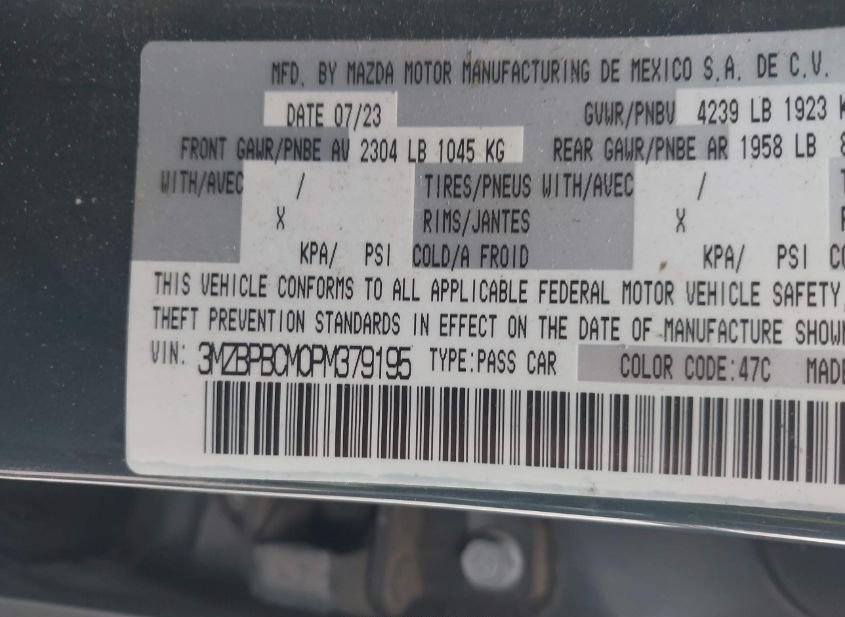 MFD. BY MAZDA MOTOR MANUFACTURING DE MEXICO S.A. DE C.V.
DATE 07/23 GVWR/PNBV 4239 LB 1923
FRONT GAWR/PNBE AV 2304 LB 1045 KG REAR GAWR/PNBE AR 1958 LB
WITH/AVEC / TIRES/PNEUS WITH/AVEC /
X RIMS/JANTES X
KPA/ PSI COLD/A FROID KPA/ PSI
THIS VEHICLE CONFORMS TO ALL APPLICABLE FEDERAL MOTOR VEHICLE SAFETY,
THEFT PREVENTION STANDARDS IN EFFECT ON THE DATE OF MANUFACTURE SHOWN
VIN: 3MZBPBCM0PM379195 TYPE:PASS CAR COLOR CODE:47C MADE